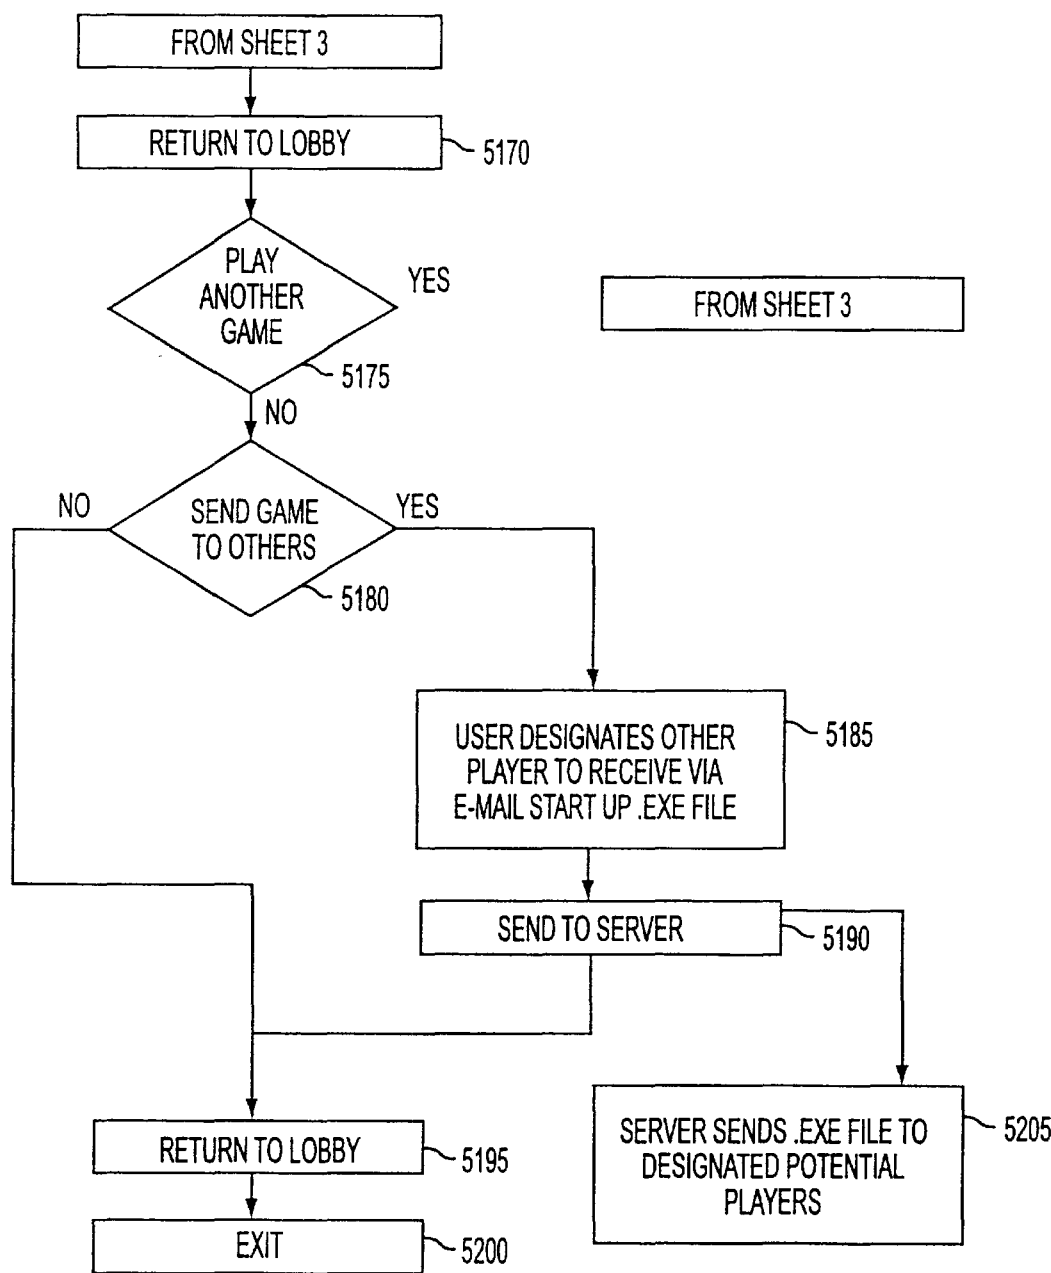 FROM SHEET 3
RETURN TO LOBBY
5170
PLAY
ANOTHER
GAME
YES
5175
NO
FROM SHEET 3
SEND GAME
TO OTHERS
NO
YES
5180
USER DESIGNATES OTHER
PLAYER TO RECEIVE VIA
E-MAIL START UP .EXE FILE
5185
SEND TO SERVER
5190
RETURN TO LOBBY
5195
EXIT
5200
SERVER SENDS .EXE FILE TO
DESIGNATED POTENTIAL
PLAYERS
5205